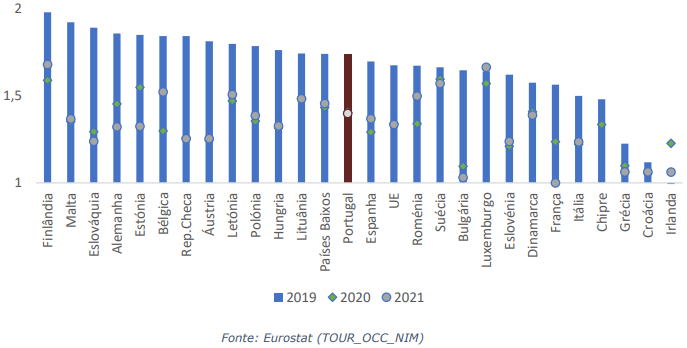 2
1,5
1
Finlândia
Malta
Eslováquia
Alemanha
Estónia
Bélgica
Rep.Checa
Áustria
Letónia
Polónia
Hungria
Lituânia
Países Baixos
Portugal
Espanha
UE
Roménia
Suécia
Bulgária
Luxemburgo
Eslovénia
Dinamarca
França
Itália
Chipre
Grécia
Croácia
Irlanda
2019 2020 2021
Fonte: Eurostat (TOUR_OCC_NIM)